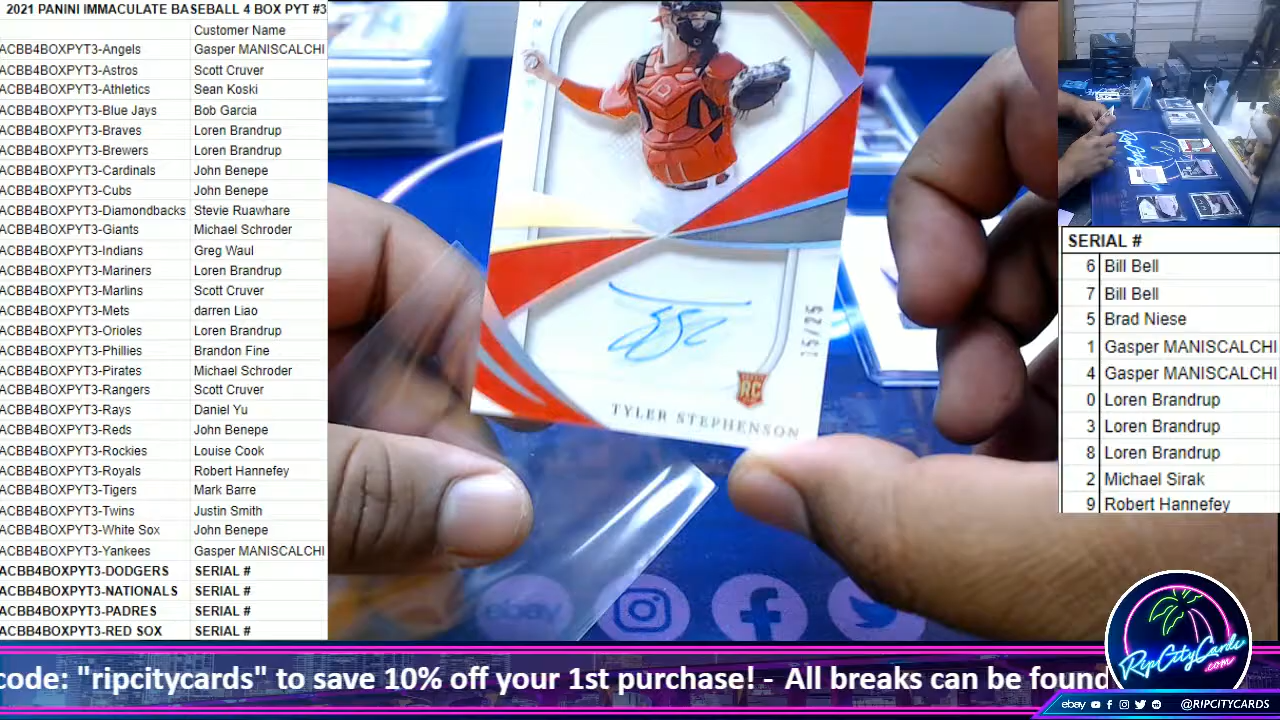 2021 PANINI IMMACULATE BASEBALL 4 BOX PYT #3
Customer Name
ACBB4BOXPYT3-Angels Gasper MANISCALCHI
ACBB4BOXPYT3-Astros Scott Cruver
ACBB4BOXPYT3-Athletics Sean Koski
ACBB4BOXPYT3-Blue Jays Bob Garcia
ACBB4BOXPYT3-Braves Loren Brandrup
ACBB4BOXPYT3-Brewers Loren Brandrup
ACBB4BOXPYT3-Cardinals John Benepe
ACBB4BOXPYT3-Cubs John Benepe
ACBB4BOXPYT3-Diamondbacks Stevie Ruawhare
ACBB4BOXPYT3-Giants Michael Schroder
ACBB4BOXPYT3-Indians Greg Waul
ACBB4BOXPYT3-Mariners Loren Brandrup
ACBB4BOXPYT3-Marlins Scott Cruver
ACBB4BOXPYT3-Mets darren Liao
ACBB4BOXPYT3-Orioles Loren Brandrup
ACBB4BOXPYT3-Phillies Brandon Fine
ACBB4BOXPYT3-Pirates Michael Schroder
ACBB4BOXPYT3-Rangers Scott Cruver
ACBB4BOXPYT3-Rays Daniel Yu
ACBB4BOXPYT3-Reds John Benepe
ACBB4BOXPYT3-Rockies Louise Cook
ACBB4BOXPYT3-Royals Robert Hannefey
ACBB4BOXPYT3-Tigers Mark Barre
ACBB4BOXPYT3-Twins Justin Smith
ACBB4BOXPYT3-White Sox John Benepe
ACBB4BOXPYT3-Yankees Gasper MANISCALCHI
ACBB4BOXPYT3-DODGERS SERIAL #
ACBB4BOXPYT3-NATIONALS SERIAL #
ACBB4BOXPYT3-PADRES SERIAL #
ACBB4BOXPYT3-RED SOX SERIAL #
15/25
RC
TYLER STEPHENSON
ebay
SERIAL #
6 Bill Bell
7 Bill Bell
5 Brad Niese
1 Gasper MANISCALCHI
4 Gasper MANISCALCHI
0 Loren Brandrup
3 Loren Brandrup
8 Loren Brandrup
2 Michael Sirak
9 Robert Hannefey
RipCityCards
.com
code: "ripcitycards" to save 10% off your 1st purchase! - All breaks can be found
ebay @RIPCITYCARDS